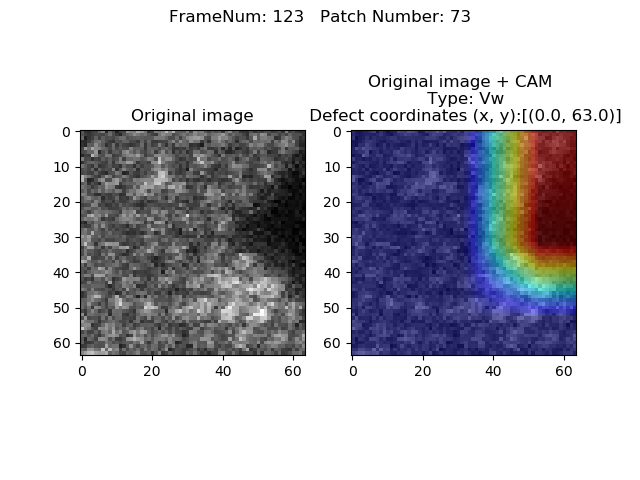 FrameNum: 123   Patch Number: 73
Original image
Original image + CAM
Type: Vw
Defect coordinates (x, y):[(0.0, 63.0)]
0
10
20
30
40
50
60
0 20 40 60
0
10
20
30
40
50
60
0 20 40 60